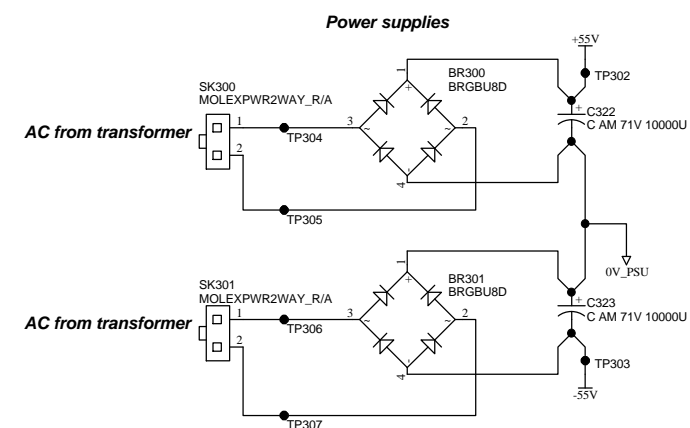 Power supplies
+55V
TP302
SK300
MOLEXPWR2WAY_R/A
BR300
BRGBU8D
1
+
3
~
~
2
-
4
+
C322
C AM 71V 10000U
AC from transformer
1
2
TP304
TP305
0V_PSU
SK301
MOLEXPWR2WAY_R/A
BR301
BRGBU8D
1
+
3
~
~
2
-
4
+
C323
C AM 71V 10000U
AC from transformer
1
2
TP306
TP303
-55V
TP307